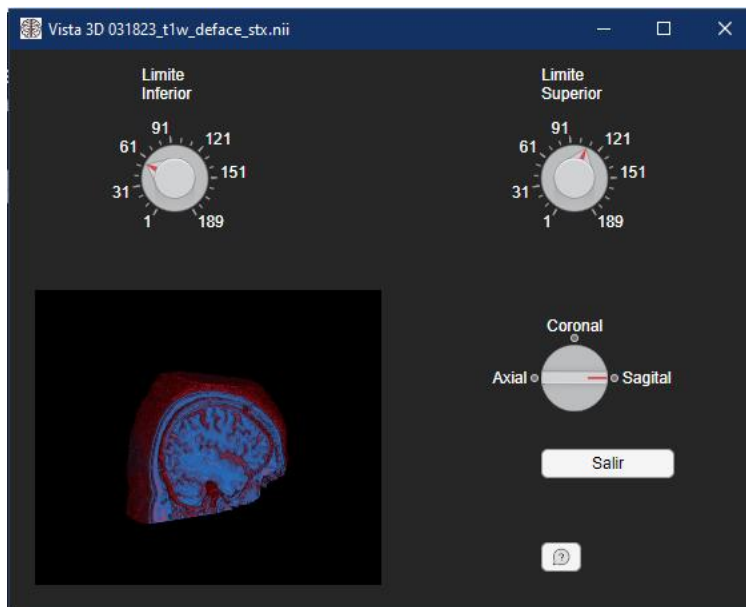 Vista 3D 031823_t1w_deface_stx.nii
Limite
Inferior
91
61
121
31
151
1
189
Limite
Superior
91
61
121
31
151
1
189
Coronal
Axial
Sagital
Salir
?